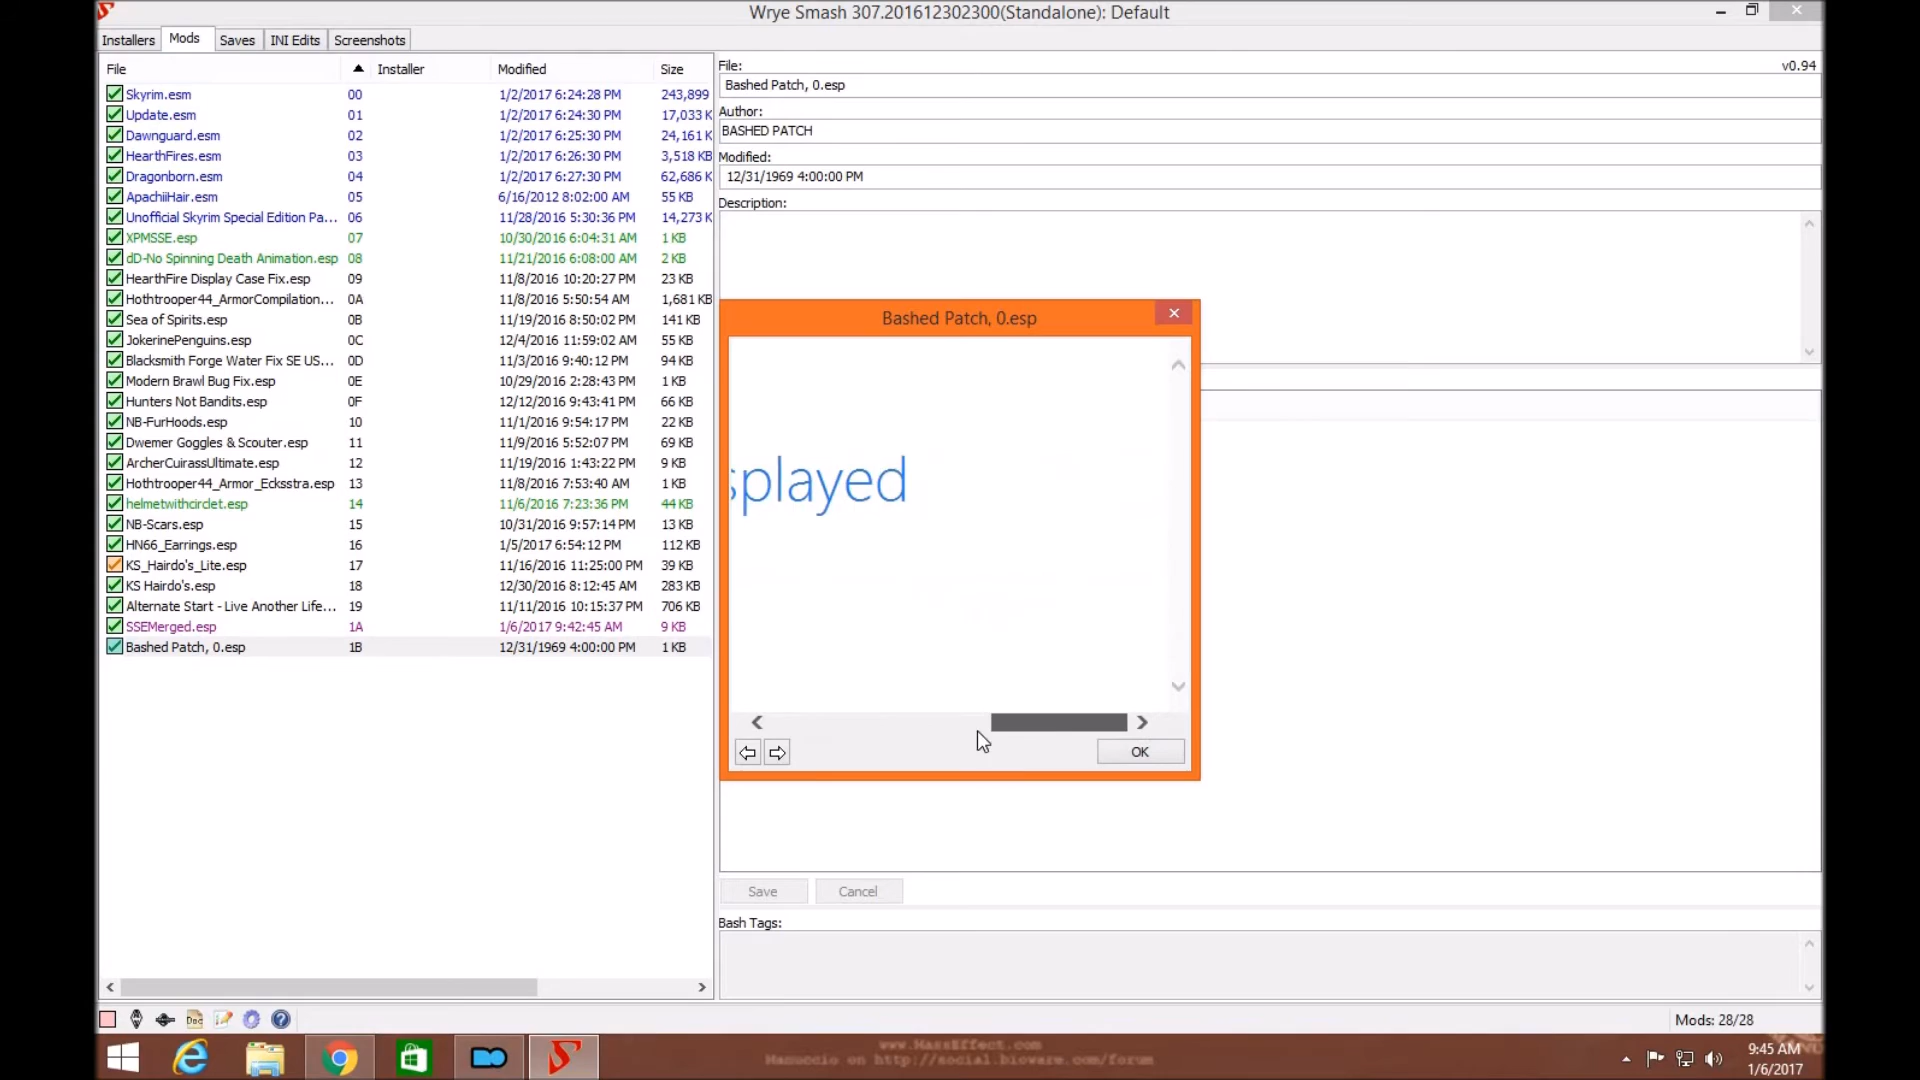 Wrye Smash 307.201612302300(Standalone): Default
Installers Mods Saves INI Edits Screenshots
File Installer Modified Size
Skyrim.esm 00 1/2/2017 6:24:28 PM 243,899
Update.esm 01 1/2/2017 6:24:30 PM 17,033 K
Dawnguard.esm 02 1/2/2017 6:25:30 PM 24,161 K
HearthFires.esm 03 1/2/2017 6:26:30 PM 3,518 KB
Dragonborn.esm 04 1/2/2017 6:27:30 PM 62,686 K
ApachiiHair.esm 05 6/16/2012 8:02:00 AM 55 KB
Unofficial Skyrim Special Edition Pa... 06 11/28/2016 5:30:36 PM 14,273 K
XPMSSE.esp 07 10/30/2016 6:04:31 AM 1 KB
dD-No Spinning Death Animation.esp 08 11/21/2016 6:08:00 AM 2 KB
HearthFire Display Case Fix.esp 09 11/8/2016 10:20:27 PM 23 KB
Hothtrooper44_ArmorCompilation... 0A 11/8/2016 5:50:54 AM 1,681 KB
Sea of Spirits.esp 0B 11/19/2016 8:50:02 PM 141 KB
JokerinePenguins.esp 0C 12/4/2016 11:59:02 AM 55 KB
Blacksmith Forge Water Fix SE US... 0D 11/3/2016 9:40:12 PM 94 KB
Modern Brawl Bug Fix.esp 0E 10/29/2016 2:28:43 PM 1 KB
Hunters Not Bandits.esp 0F 12/12/2016 9:43:41 PM 66 KB
NB-FurHoods.esp 10 11/1/2016 9:54:17 PM 22 KB
Dwemer Goggles & Scouter.esp 11 11/9/2016 5:52:07 PM 69 KB
ArcherCuirassUltimate.esp 12 11/19/2016 1:43:22 PM 9 KB
Hothtrooper44_Armor_Ecksstra.esp 13 11/8/2016 7:53:40 AM 1 KB
helmetwithcirclet.esp 14 11/6/2016 7:23:36 PM 44 KB
NB-Scars.esp 15 10/31/2016 9:57:14 PM 13 KB
HN66_Earrings.esp 16 1/5/2017 6:54:12 PM 112 KB
KS_Hairdo's_Lite.esp 17 11/16/2016 11:25:00 PM 39 KB
KS Hairdo's.esp 18 12/30/2016 8:12:45 AM 283 KB
Alternate Start - Live Another Life... 19 11/11/2016 10:15:37 PM 706 KB
SSEMerged.esp 1A 1/6/2017 9:42:45 AM 9 KB
Bashed Patch, 0.esp 1B 12/31/1969 4:00:00 PM 1 KB
File: v0.94
Bashed Patch, 0.esp
Author:
BASHED PATCH
Modified:
12/31/1969 4:00:00 PM
Description:
Bashed Patch, 0.esp
splayed
OK
Save Cancel
Bash Tags:
Doc
Mods: 28/28
www.MassEffect.com
Manuccio on http://social.bioware.com/forum
9:45 AM
1/6/2017